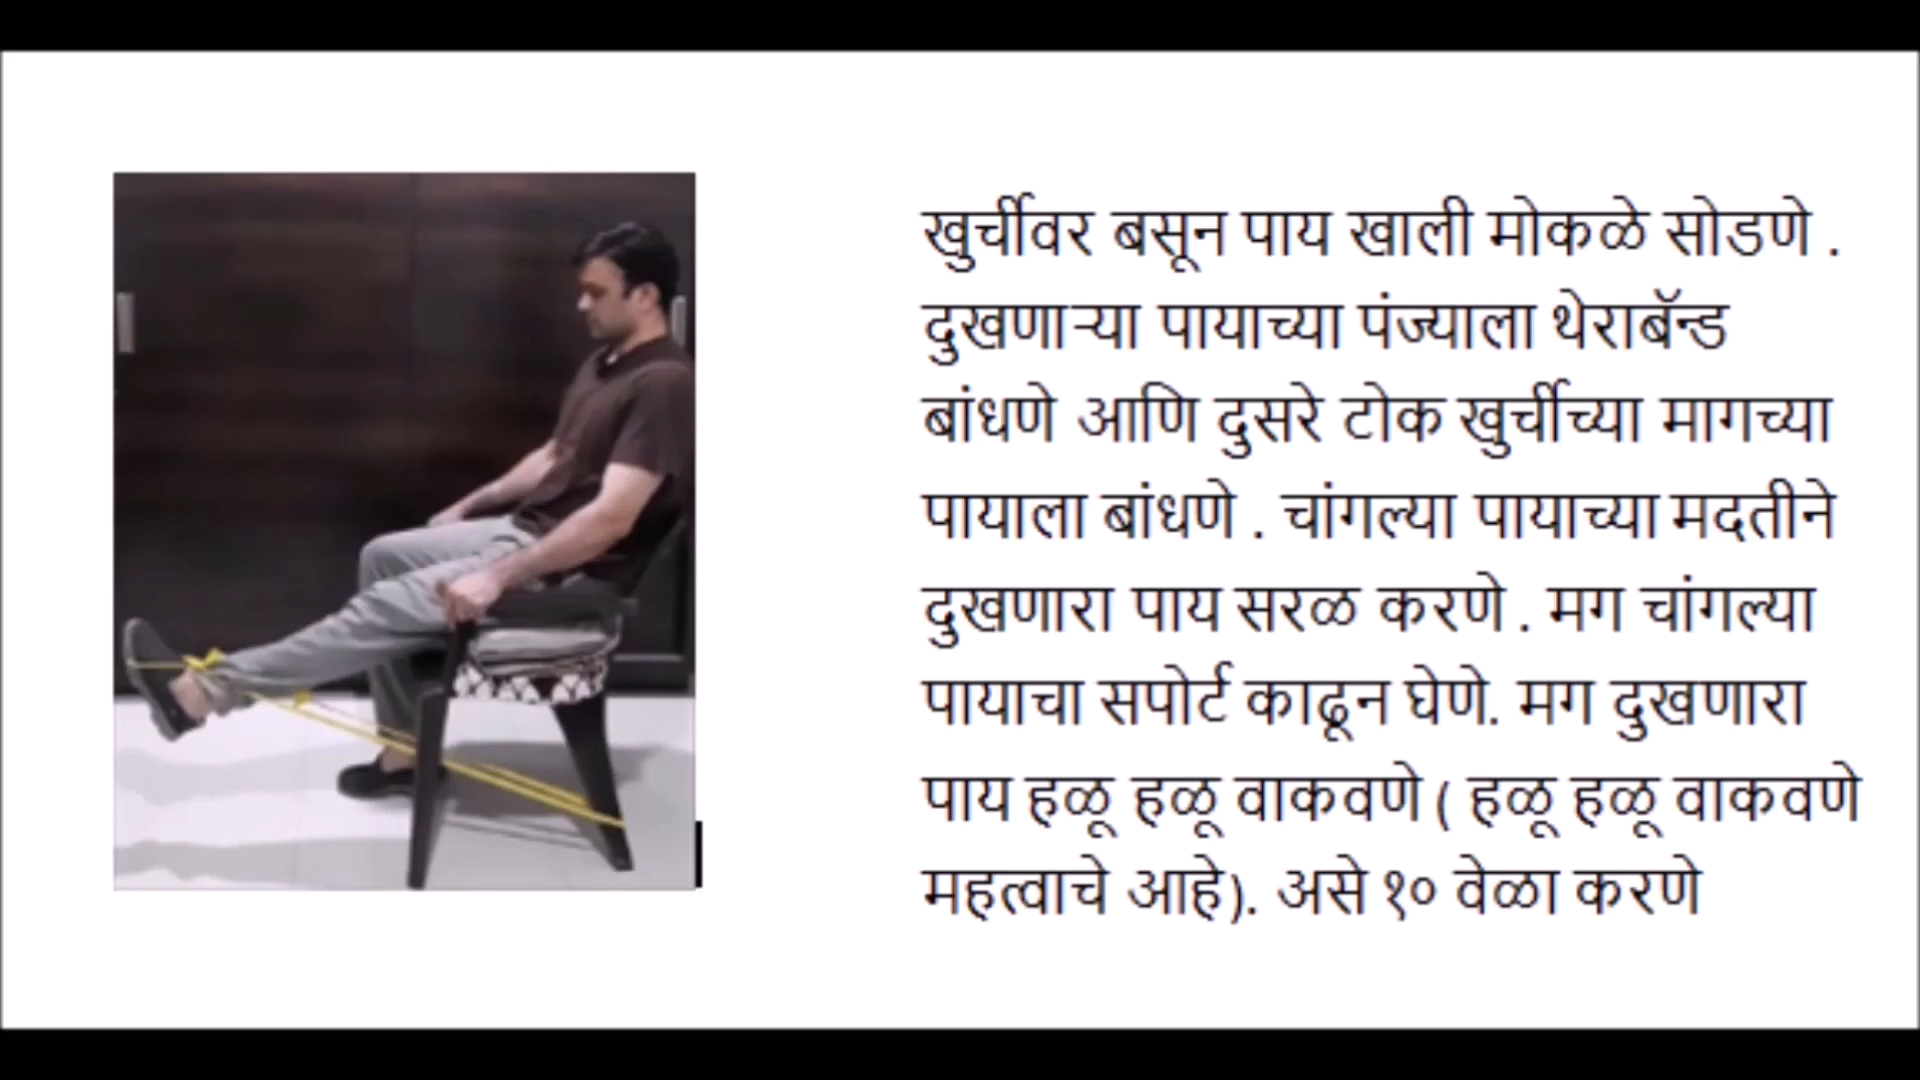 खुर्चीवर बसून पाय खाली मोकळे सोडणे .
दुखणाऱ्या पायाच्या पंज्याला थेराबॅन्ड
बांधणे आणि दुसरे टोक खुर्चीच्या मागच्या
पायाला बांधणे . चांगल्या पायाच्या मदतीने
दुखणारा पाय सरळ करणे . मग चांगल्या
पायाचा सपोर्ट काढून घेणे. मग दुखणारा
पाय हळू हळू वाकवणे ( हळू हळू वाकवणे
महत्वाचे आहे). असे १० वेळा करणे